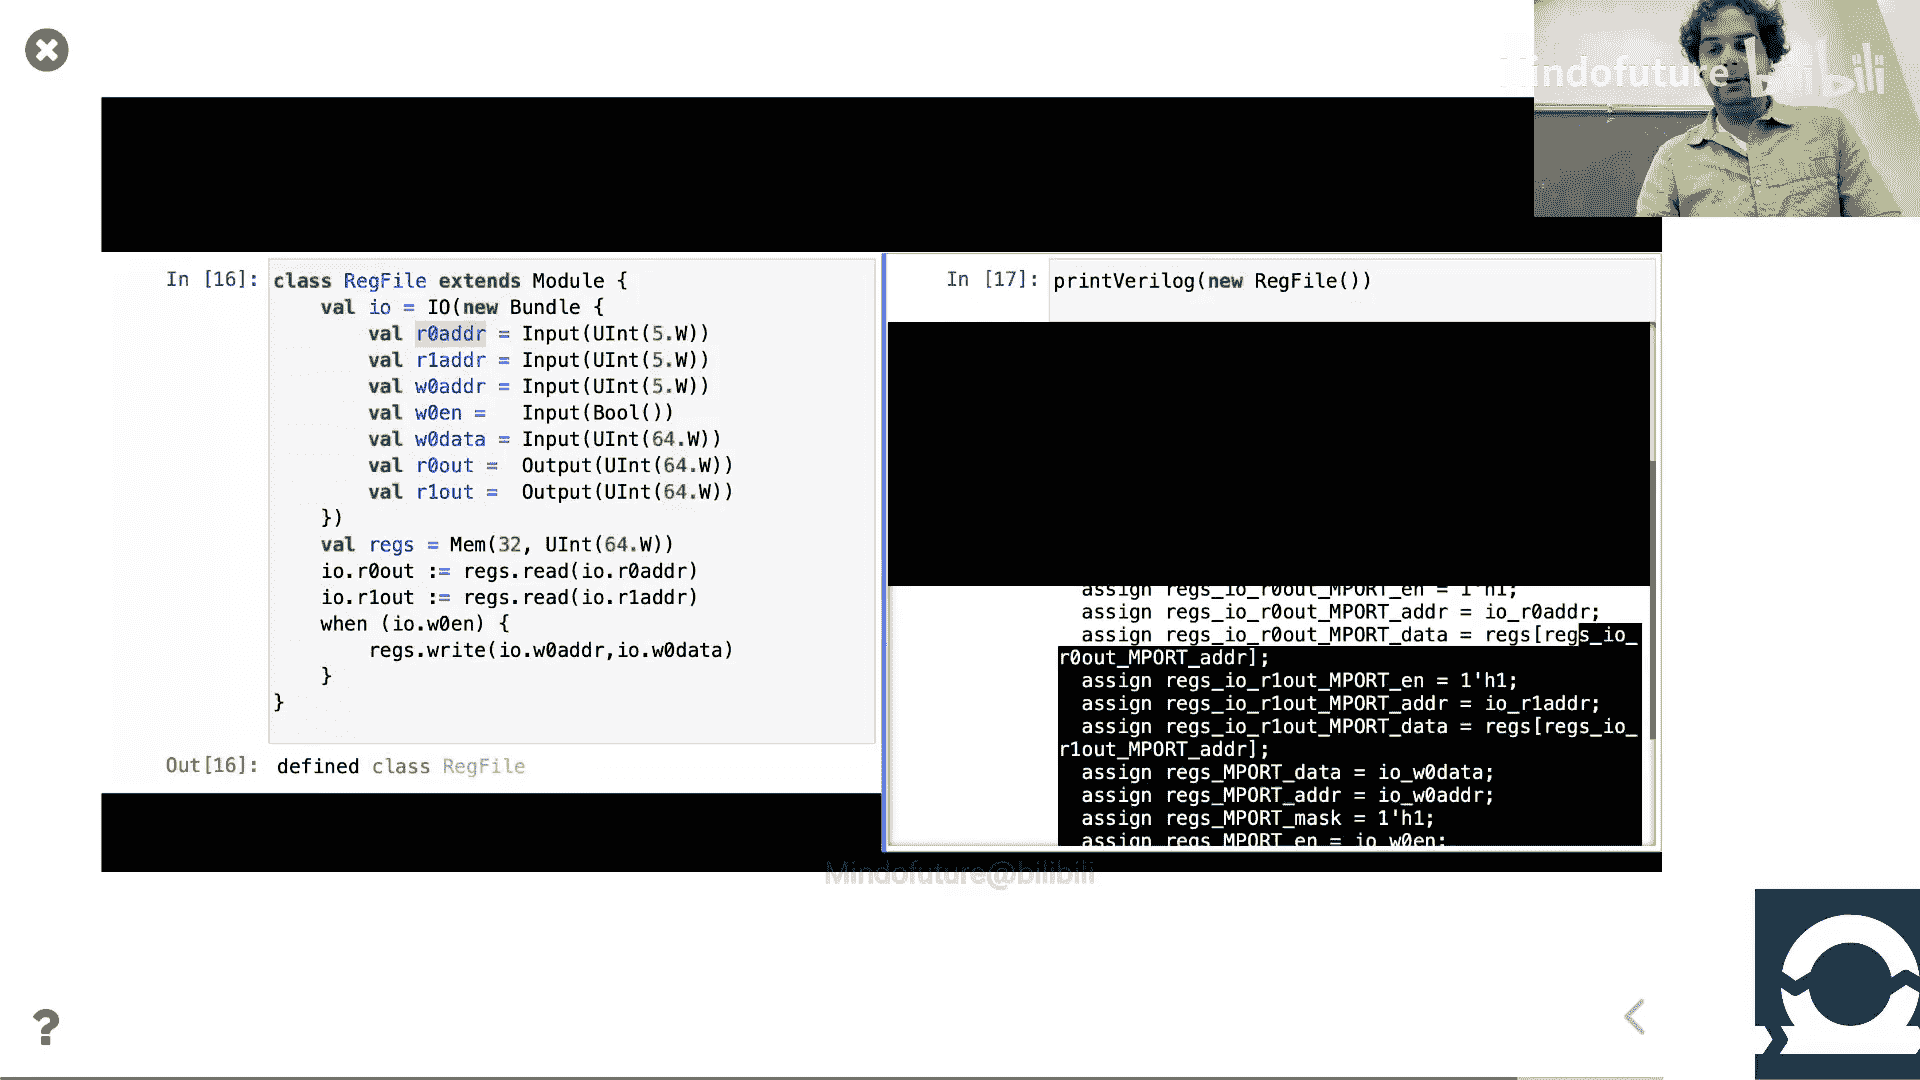 indofuture bilibili
In [16]:
class RegFile extends Module {
val io = IO(new Bundle {
val r0addr = Input(UInt(5.W))
val r1addr = Input(UInt(5.W))
val w0addr = Input(UInt(5.W))
val w0en = Input(Bool())
val w0data = Input(UInt(64.W))
val r0out = Output(UInt(64.W))
val r1out = Output(UInt(64.W))
})
val regs = Mem(32, UInt(64.W))
io.r0out := regs.read(io.r0addr)
io.r1out := regs.read(io.r1addr)
when (io.w0en) {
regs.write(io.w0addr,io.w0data)
}
}
Out[16]: defined class RegFile
In [17]: printVerilog(new RegFile())
assign regs_io_r0out_MPORT_en = 1'h1;
assign regs_io_r0out_MPORT_addr = io_r0addr;
assign regs_io_r0out_MPORT_data = regs[regs_io_
r0out_MPORT_addr];
assign regs_io_r1out_MPORT_en = 1'h1;
assign regs_io_r1out_MPORT_addr = io_r1addr;
assign regs_io_r1out_MPORT_data = regs[regs_io_
r1out_MPORT_addr];
assign regs_MPORT_data = io_w0data;
assign regs_MPORT_addr = io_w0addr;
assign regs_MPORT_mask = 1'h1;
assign regs_MPORT_en = io_w0en;
Mindofuture@bilibili
?